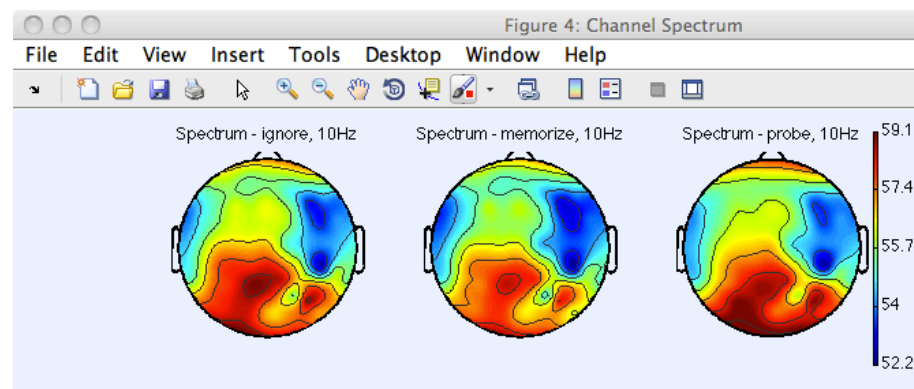 Figure 4: Channel Spectrum
File Edit View Insert Tools Desktop Window Help
Spectrum - ignore, 10Hz Spectrum - memorize, 10Hz Spectrum - probe, 10Hz
59.1
57.4
55.7
54
52.2